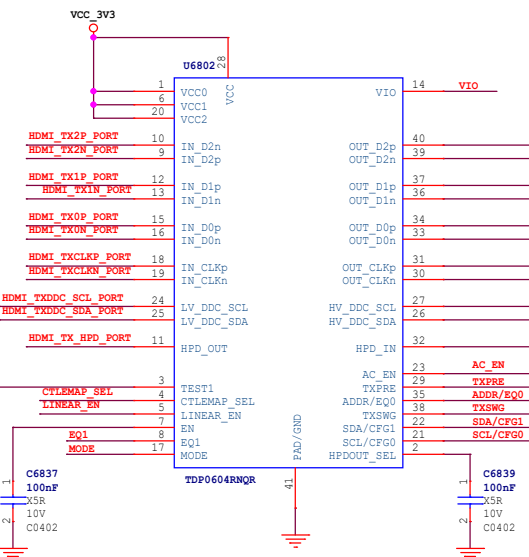 VCC_3V3
U6802
28
VCC
1 VCC0 VIO 14 VIO
6 VCC1
20 VCC2
HDMI_TX2P_PORT 10 IN_D2n OUT_D2p 40
HDMI_TX2N_PORT 9 IN_D2p OUT_D2n 39
HDMI_TX1P_PORT 12 IN_D1p OUT_D1p 37
HDMI_TX1N_PORT 13 IN_D1n OUT_D1n 36
HDMI_TX0P_PORT 15 IN_D0p OUT_D0p 34
HDMI_TX0N_PORT 16 IN_D0n OUT_D0n 33
HDMI_TXCLKP_PORT 18 IN_CLKp OUT_CLKp 31
HDMI_TXCLKN_PORT 19 IN_CLKn OUT_CLKn 30
HDMI_TXDDC_SCL_PORT 24 LV_DDC_SCL HV_DDC_SCL 27
HDMI_TXDDC_SDA_PORT 25 LV_DDC_SDA HV_DDC_SDA 26
HDMI_TX_HPD_PORT 11 HPD_OUT HPD_IN 32
AC_EN 23 AC_EN
3 TEST1 TXPRE 29 TXPRE
CTLEMAP_SEL 4 CTLEMAP_SEL ADDR/EQ0 35 ADDR/EQ0
LINEAR_EN 5 LINEAR_EN TXSWG 38 TXSWG
7 EN SDA/CFG1 22 SDA/CFG1
EQ1 8 EQ1 SCL/CFG0 21 SCL/CFG0
MODE 17 MODE HPDOUT_SEL 2
PAD/GND
41
TDP0604RNQR
1
2
C6837
100nF
X5R
10V
C0402
1
2
C6839
100nF
X5R
10V
C0402